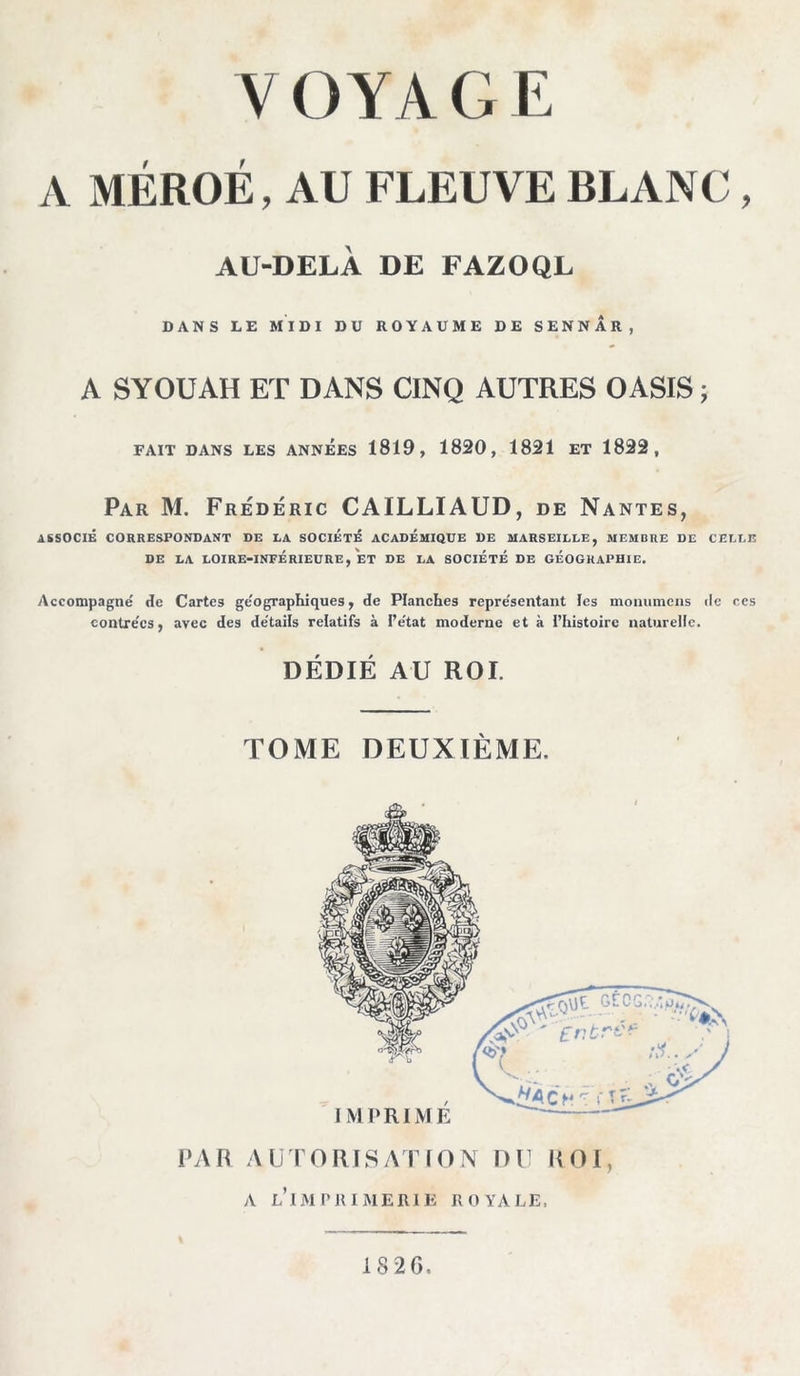 VOYAGE
A MÉROÉ, AU FLEUVE BLANC,
AU-DELÀ DE FAZOQL
DANS LE MIDI DU ROYAUME DE SENNÂR,
A SYOUAH ET DANS CINQ AUTRES OASIS;
FAIT DANS LES ANNÉES 1819, 1820, 1821 ET 1822,
PAR M. FRÉDÉRIC CAILLIAUD, DE NANTES,
ASSOCIÉ CORRESPONDANT DE LA SOCIÉTÉ ACADÉMIQUE DE MARSEILLE, MEMBRE DE CELLE
DE LA LOIRE-INFÉRIEURE, ET DE LA SOCIÉTÉ DE GÉOGRAPHIE.
Accompagné de Cartes géographiques, de Planches représentant les monumens de ces
contrées, avec des détails relatifs à l'état moderne et à l'histoire naturelle.
DÉDIÉ AU ROI.
TOME DEUXIÈME.
Entrée
HACHETTE & Cie
IMPRIMÉ
PAR AUTORISATION DU ROI,
A L'IMPRIMERIE ROYALE.
1826.